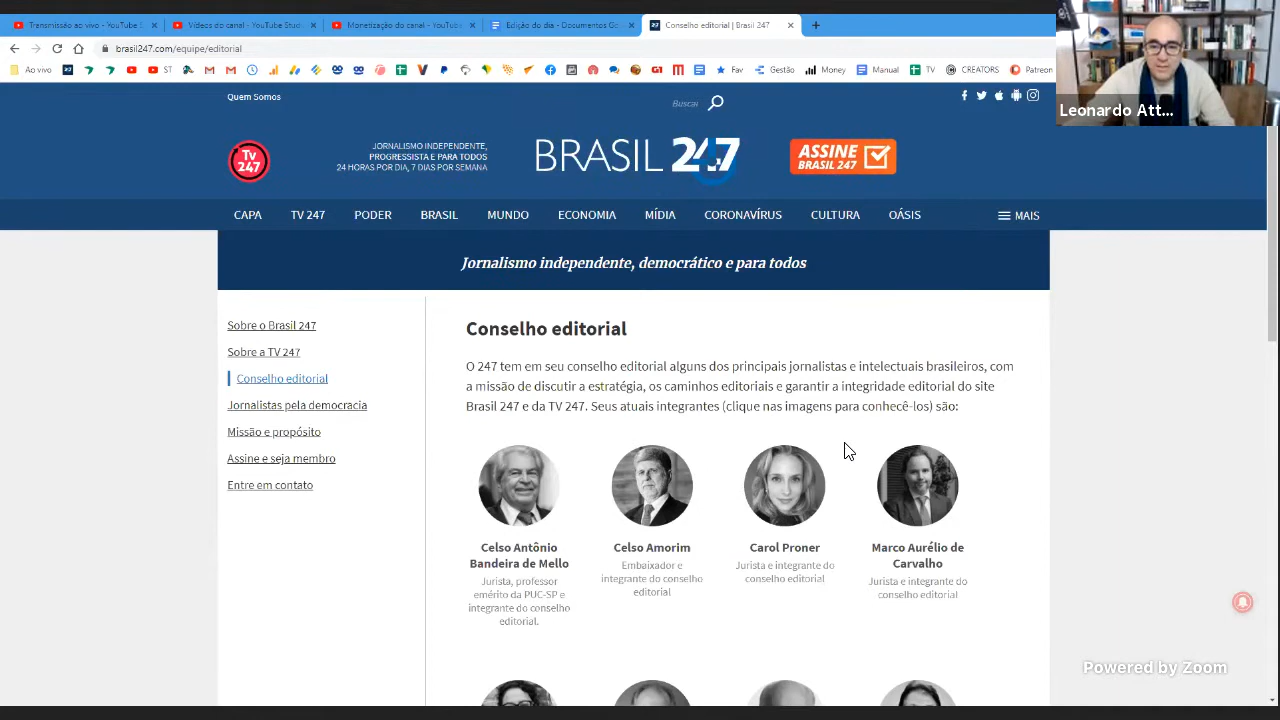 Transmissão ao vivo - YouTube S
Vídeos do canal - YouTube Stud
Monetização do canal - YouTube
Edição do dia - Documentos Go
Conselho editorial | Brasil 247
brasil247.com/equipe/editorial
Ao vivo
ST
Fav
Gestão
Money
Manual
TV
CREATORS
Patreon
Leonardo Att...
Quem Somos
Buscar
TV 247
JORNALISMO INDEPENDENTE,
PROGRESSISTA E PARA TODOS
24 HORAS POR DIA, 7 DIAS POR SEMANA
BRASIL 247
ASSINE
BRASIL 247
CAPA TV 247 PODER BRASIL MUNDO ECONOMIA MÍDIA CORONAVÍRUS CULTURA OÁSIS MAIS
Jornalismo independente, democrático e para todos
Sobre o Brasil 247
Sobre a TV 247
Conselho editorial
Jornalistas pela democracia
Missão e propósito
Assine e seja membro
Entre em contato
Conselho editorial
O 247 tem em seu conselho editorial alguns dos principais jornalistas e intelectuais brasileiros, com
a missão de discutir a estratégia, os caminhos editoriais e garantir a integridade editorial do site
Brasil 247 e da TV 247. Seus atuais integrantes (clique nas imagens para conhecê-los) são:
Celso Antônio
Bandeira de Mello
Jurista, professor
emérito da PUC-SP e
integrante do conselho
editorial.
Celso Amorim
Embaixador e
integrante do conselho
editorial
Carol Proner
Jurista e integrante do
conselho editorial
Marco Aurélio de
Carvalho
Jurista e integrante do
conselho editorial
Powered by Zoom